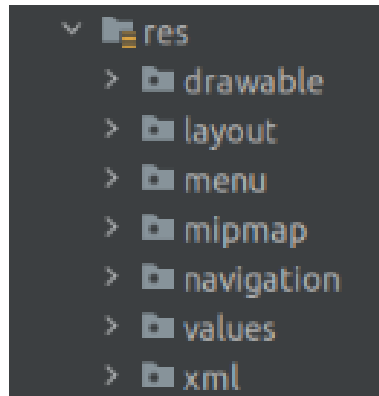 res
drawable
layout
menu
mipmap
navigation
values
xml